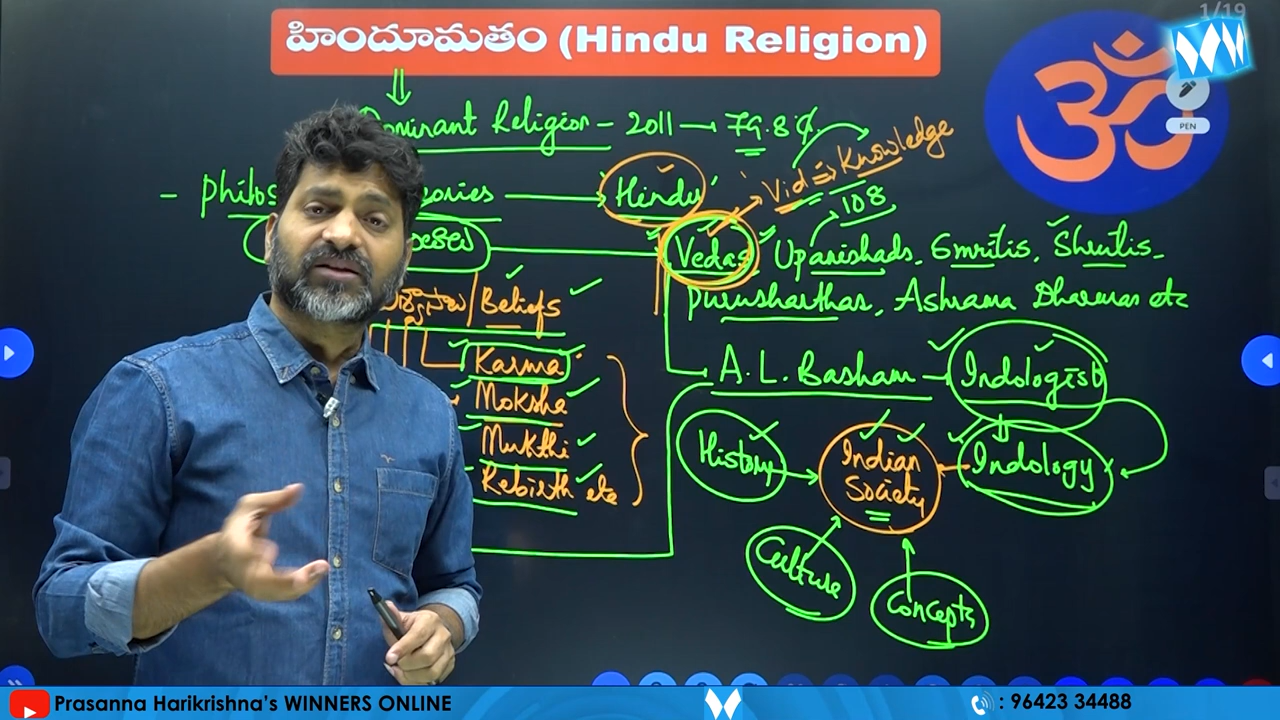 1/19
హిందూమతం (Hindu Religion)
PEN
Dominant Religion - 2011 → 79.8%
Vid ⇒ Knowledge
108
- Hindu
Vedas Upanishads, Smritis, Shrutis -
purusharthas, Ashrama Dharmas etc
/Beliefs
Karma
Moksha
Mukthi
Rebirth etc
A.L. Basham - Indologist
History → Indian Society Indology
Culture
Concepts
Prasanna Harikrishna's WINNERS ONLINE
: 96423 34488